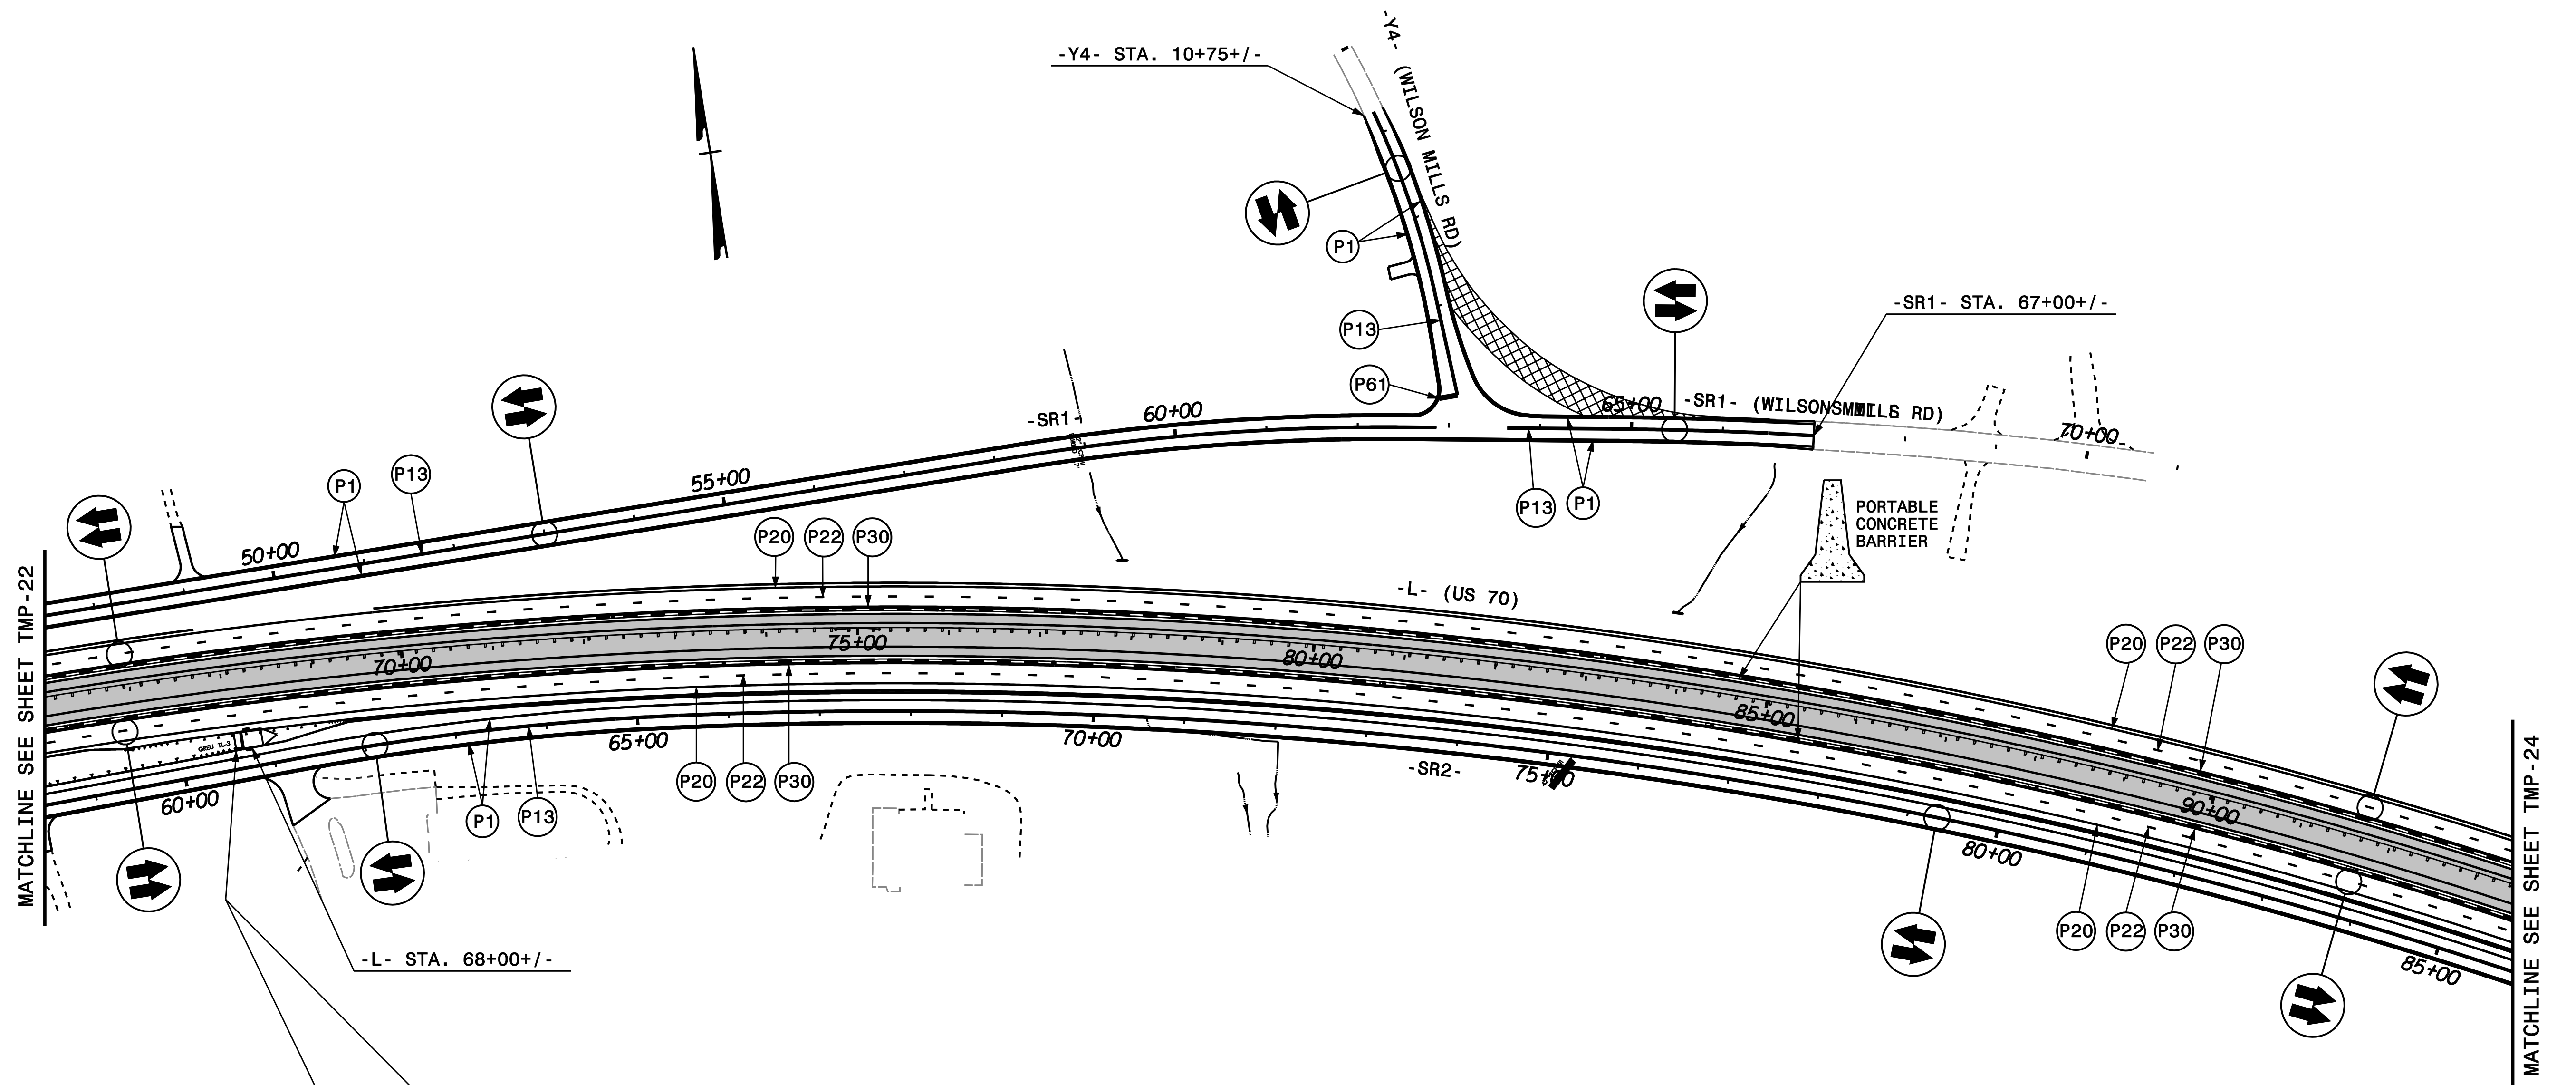 -Y4- STA. 10+75+/-
-Y4- (WILSON MILLS RD)
P1
P13
P61
-SR1- STA. 67+00+/-
-SR1-
60+00
65+00
-SR1- (WILSONS MILLS RD)
70+00
P1
P13
50+00
55+00
P13
P1
PORTABLE
CONCRETE
BARRIER
P20
P22
P30
-L- (US 70)
70+00
75+00
80+00
85+00
90+00
P20
P22
P30
MATCHLINE SEE SHEET TMP-22
GREU TL-3
60+00
65+00
70+00
-SR2-
75+00
80+00
85+00
P1
P13
P20
P22
P30
P20
P22
P30
-L- STA. 68+00+/-
MATCHLINE SEE SHEET TMP-24